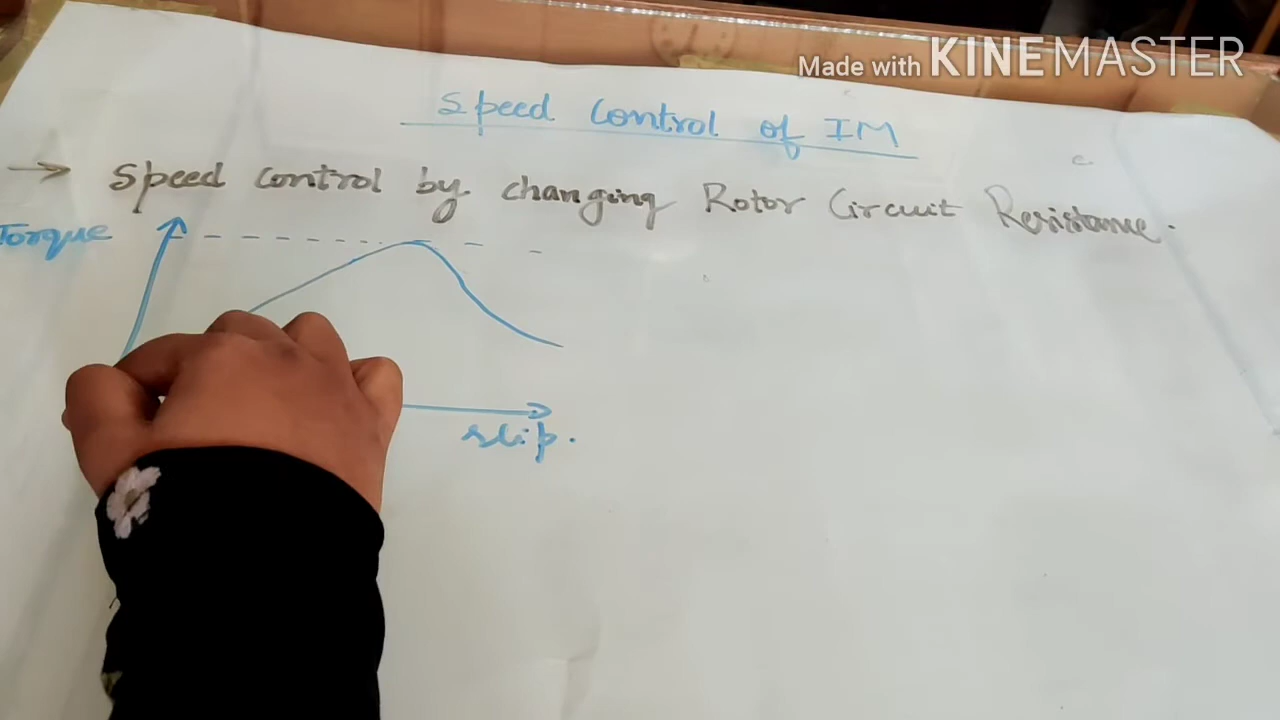 Made with KINEMASTER
Speed Control of IM
→ Speed control by changing Rotor Circuit Resistance.
Torque
slip.